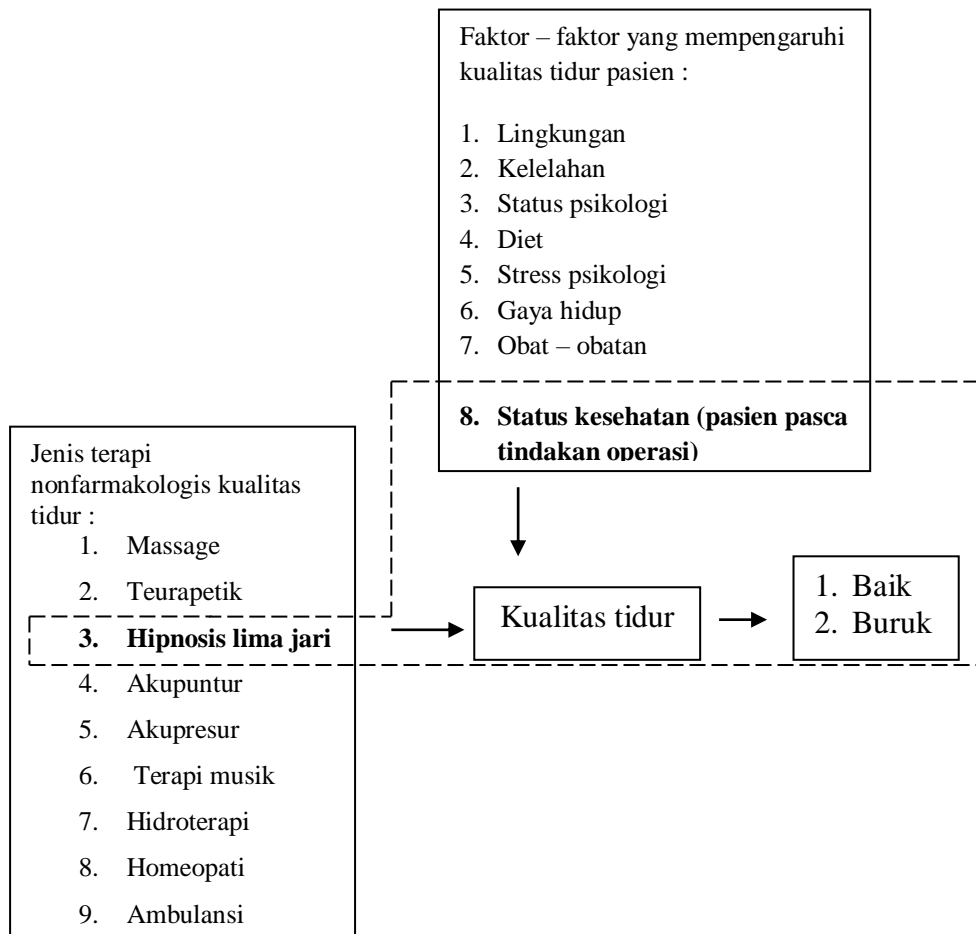 Faktor – faktor yang mempengaruhi
kualitas tidur pasien :
1. Lingkungan
2. Kelelahan
3. Status psikologi
4. Diet
5. Stress psikologi
6. Gaya hidup
7. Obat – obatan
8. Status kesehatan (pasien pasca
tindakan operasi)
Jenis terapi
nonfarmakologis kualitas
tidur :
1. Massage
2. Teurapetik
3. Hipnosis lima jari
4. Akupuntur
5. Akupresur
6. Terapi musik
7. Hidroterapi
8. Homeopati
9. Ambulansi
Kualitas tidur
1. Baik
2. Buruk